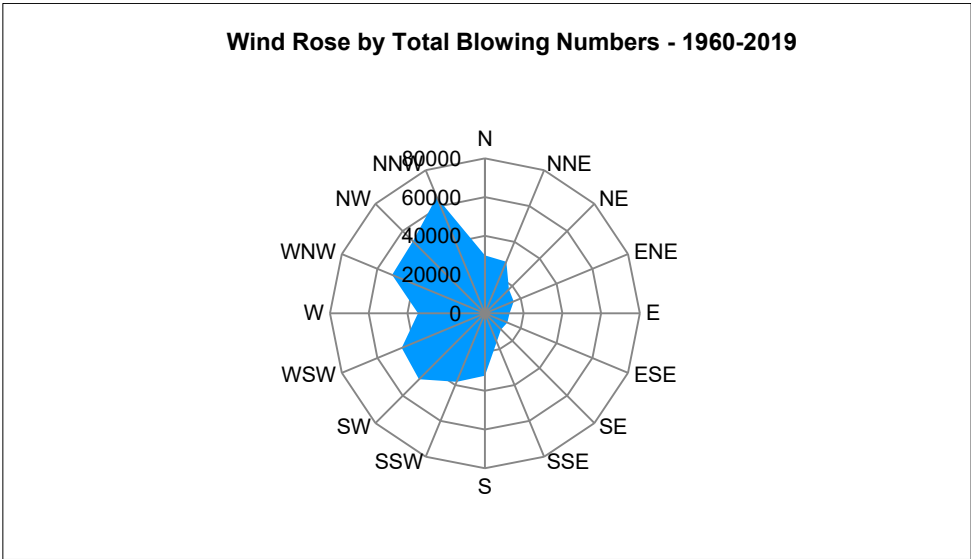 Wind Rose by Total Blowing Numbers - 1960-2019
N
NNE
NE
ENE
E
ESE
SE
SSE
S
SSW
SW
WSW
W
WNW
NW
NNW
80000
60000
40000
20000
0